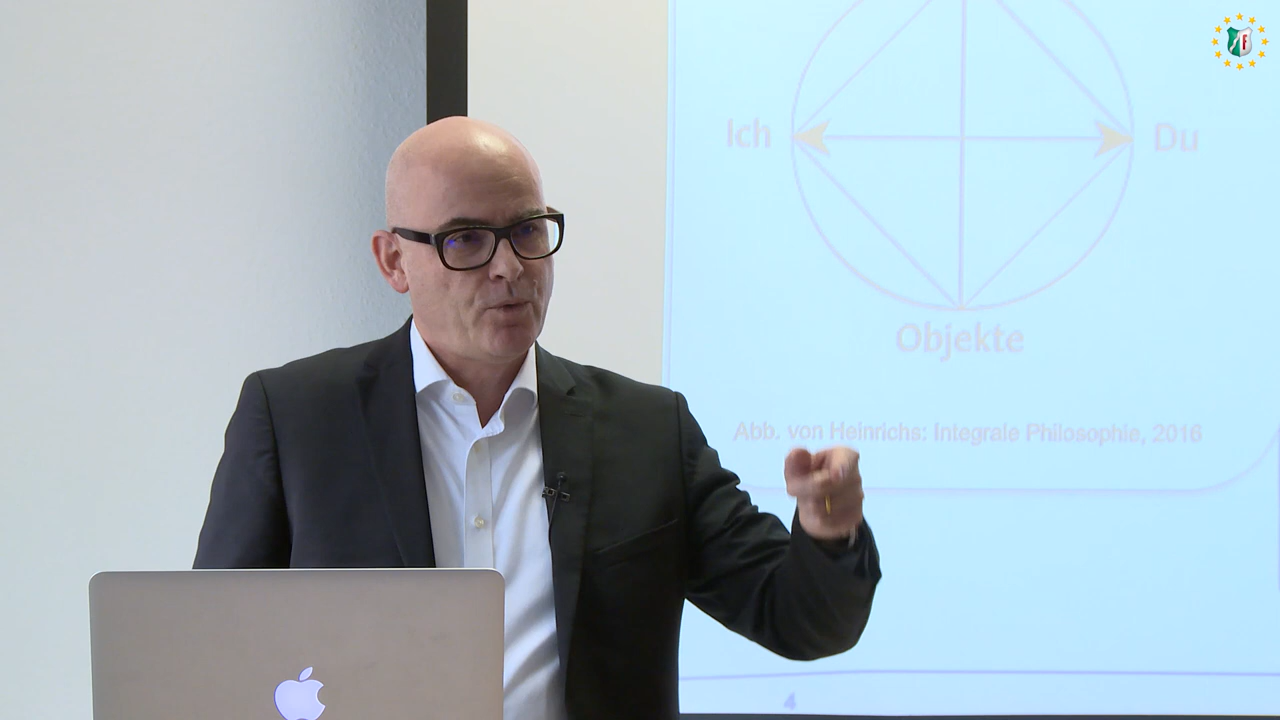 Ich
Du
Objekte
Abb. von Heinrichs: Integrale Philosophie, 2016
4
F